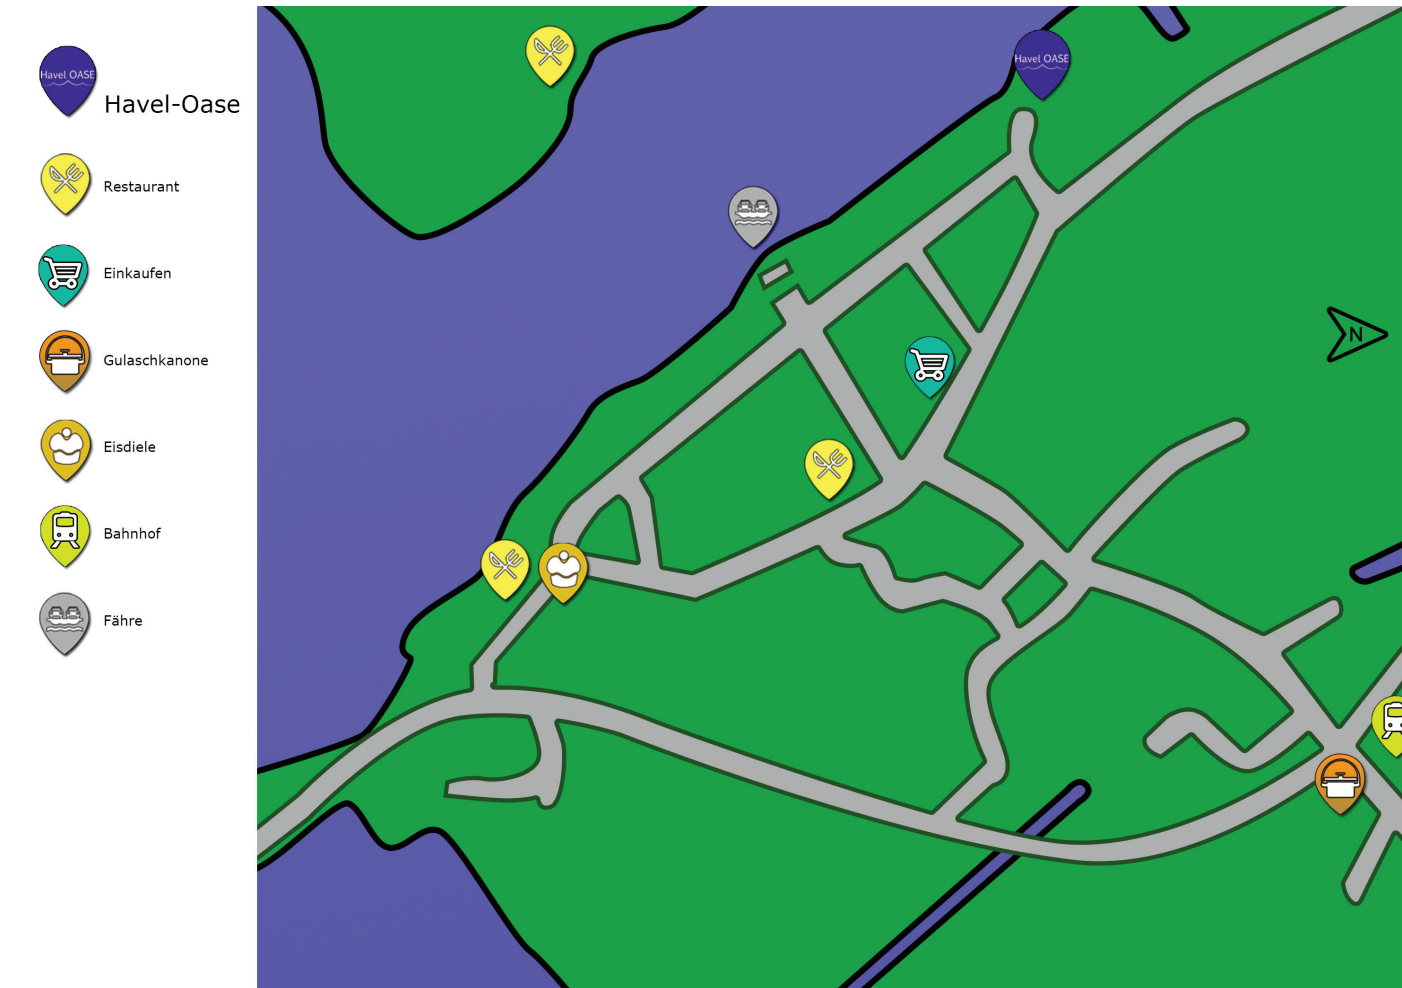 Havel OASE
Havel-Oase
Restaurant
Einkaufen
Gulaschkanone
Eisdiele
Bahnhof
Fähre
Havel OASE
N